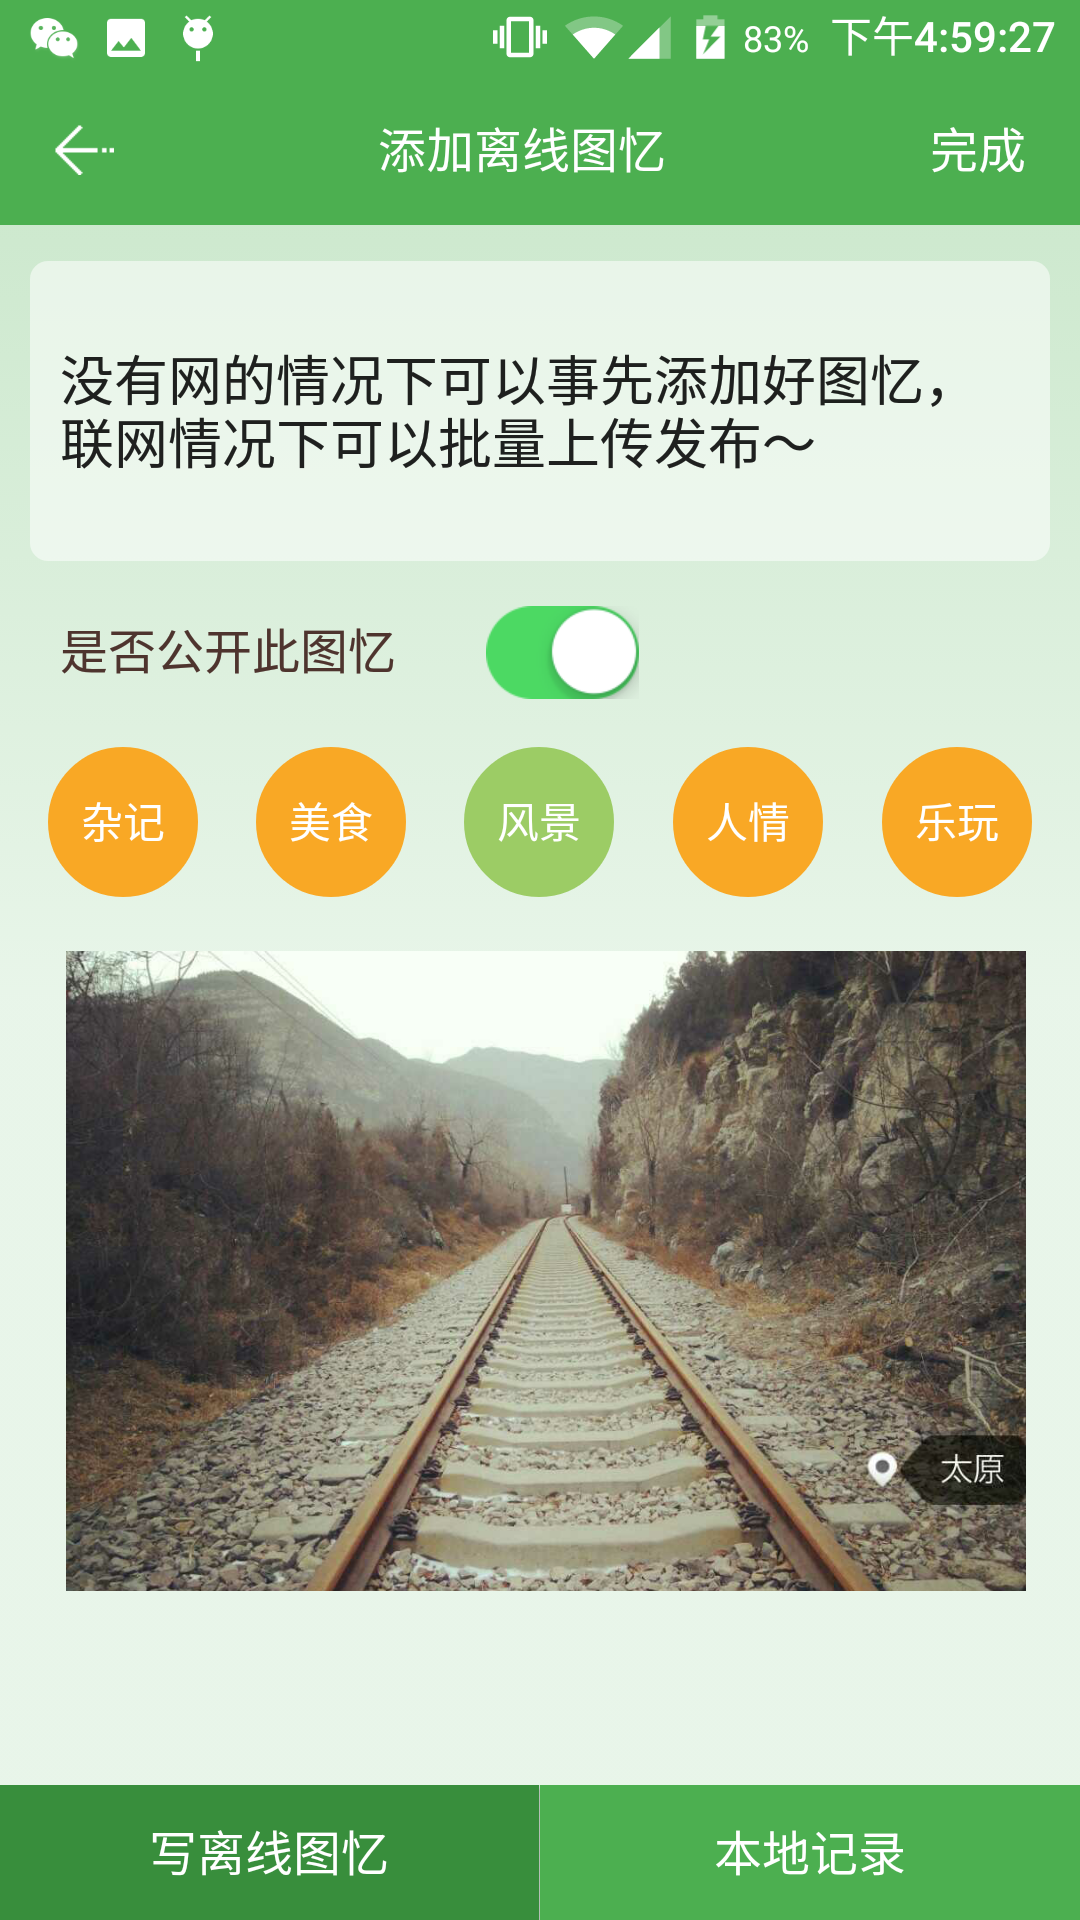 83% 下午4:59:27
添加离线图忆
完成
没有网的情况下可以事先添加好图忆，
联网情况下可以批量上传发布～
是否公开此图忆
杂记
美食
风景
人情
乐玩
太原
写离线图忆
本地记录